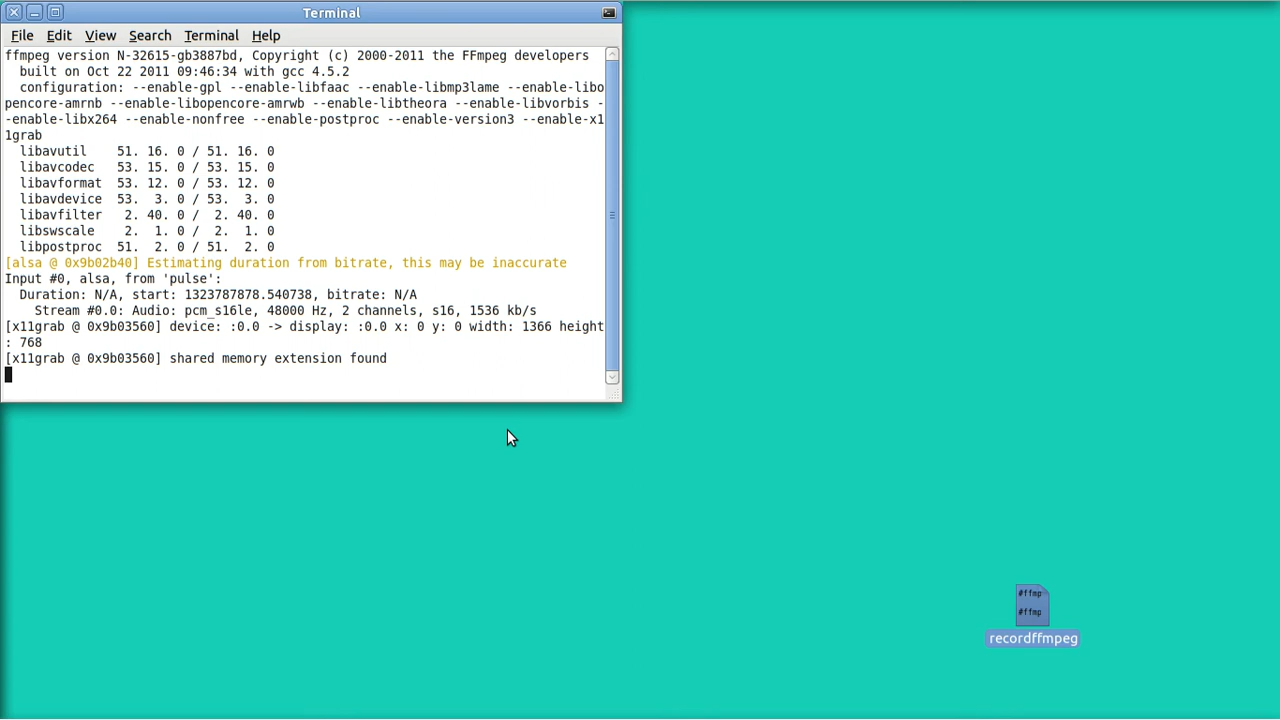 Terminal
File Edit View Search Terminal Help
ffmpeg version N-32615-gb3887bd, Copyright (c) 2000-2011 the FFmpeg developers
  built on Oct 22 2011 09:46:34 with gcc 4.5.2
  configuration: --enable-gpl --enable-libfaac --enable-libmp3lame --enable-libo
pencore-amrnb --enable-libopencore-amrwb --enable-libtheora --enable-libvorbis -
-enable-libx264 --enable-nonfree --enable-postproc --enable-version3 --enable-x1
1grab
  libavutil    51. 16. 0 / 51. 16. 0
  libavcodec   53. 15. 0 / 53. 15. 0
  libavformat  53. 12. 0 / 53. 12. 0
  libavdevice  53.  3. 0 / 53.  3. 0
  libavfilter   2. 40. 0 /  2. 40. 0
  libswscale    2.  1. 0 /  2.  1. 0
  libpostproc  51.  2. 0 / 51.  2. 0
[alsa @ 0x9b02b40] Estimating duration from bitrate, this may be inaccurate
Input #0, alsa, from 'pulse':
  Duration: N/A, start: 1323787878.540738, bitrate: N/A
    Stream #0.0: Audio: pcm_s16le, 48000 Hz, 2 channels, s16, 1536 kb/s
[x11grab @ 0x9b03560] device: :0.0 -> display: :0.0 x: 0 y: 0 width: 1366 height
: 768
[x11grab @ 0x9b03560] shared memory extension found
#ffmp
#ffmp
recordffmpeg